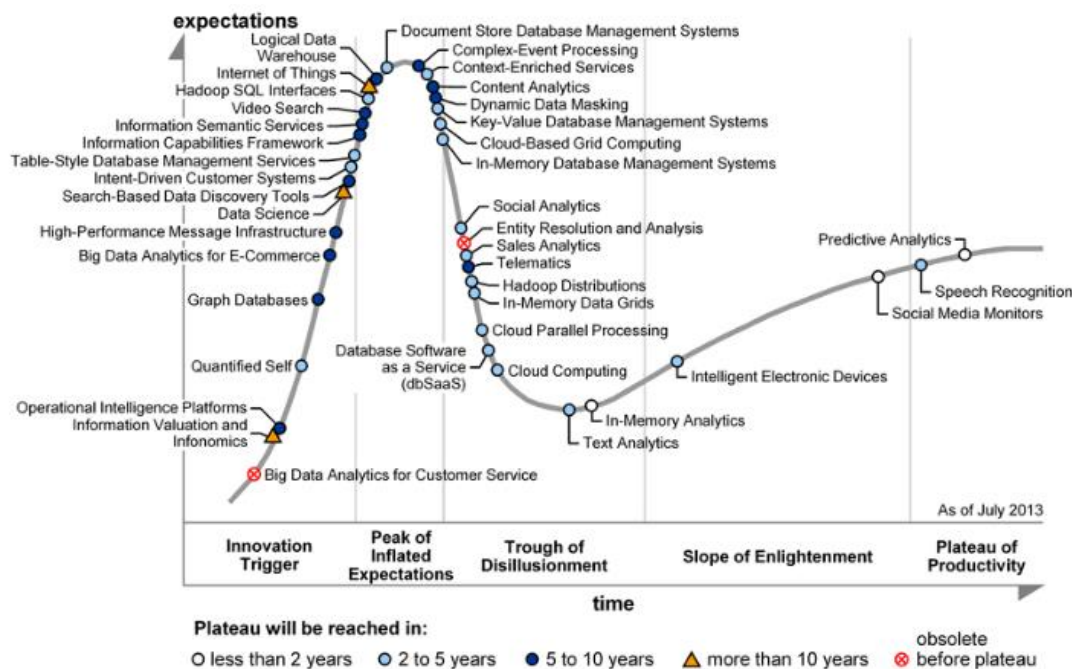 expectations
Logical Data
Warehouse
Internet of Things
Hadoop SQL Interfaces
Video Search
Information Semantic Services
Information Capabilities Framework
Table-Style Database Management Services
Intent-Driven Customer Systems
Search-Based Data Discovery Tools
Data Science
High-Performance Message Infrastructure
Big Data Analytics for E-Commerce
Graph Databases
Quantified Self
Operational Intelligence Platforms
Information Valuation and
Infonomics
Big Data Analytics for Customer Service
Document Store Database Management Systems
Complex-Event Processing
Context-Enriched Services
Content Analytics
Dynamic Data Masking
Key-Value Database Management Systems
Cloud-Based Grid Computing
In-Memory Database Management Systems
Social Analytics
Entity Resolution and Analysis
Sales Analytics
Telematics
Hadoop Distributions
In-Memory Data Grids
Cloud Parallel Processing
Database Software
as a Service
(dbSaaS)
Cloud Computing
In-Memory Analytics
Text Analytics
Intelligent Electronic Devices
Predictive Analytics
Speech Recognition
Social Media Monitors
As of July 2013
Innovation
Trigger
Peak of
Inflated
Expectations
Trough of
Disillusionment
Slope of Enlightenment
Plateau of
Productivity
time
Plateau will be reached in:
less than 2 years
2 to 5 years
5 to 10 years
more than 10 years
obsolete
before plateau